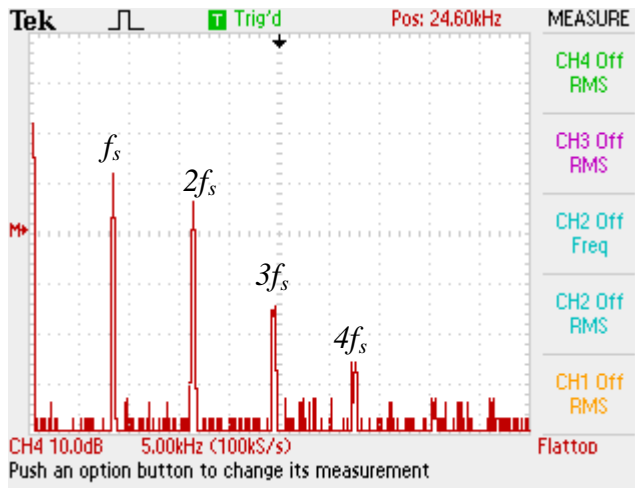 Tek T Trig'd Pos: 24.60kHz MEASURE
CH4 Off
RMS
CH3 Off
RMS
CH2 Off
Freq
CH2 Off
RMS
CH1 Off
RMS
fs
2fs
3fs
4fs
M
CH4 10.0dB 5.00kHz (100kS/s) Flattop
Push an option button to change its measurement